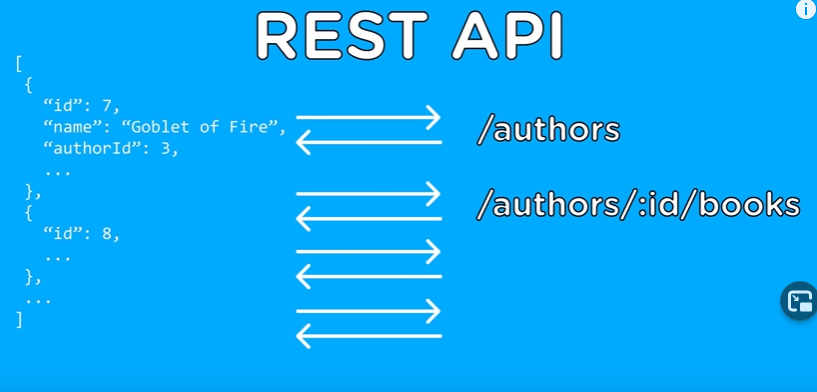 REST API
[
{
“id”: 7,
“name”: “Goblet of Fire”,
“authorId”: 3,
...
},
{
“id”: 8,
...
},
...
]
/authors
/authors/:id/books
i